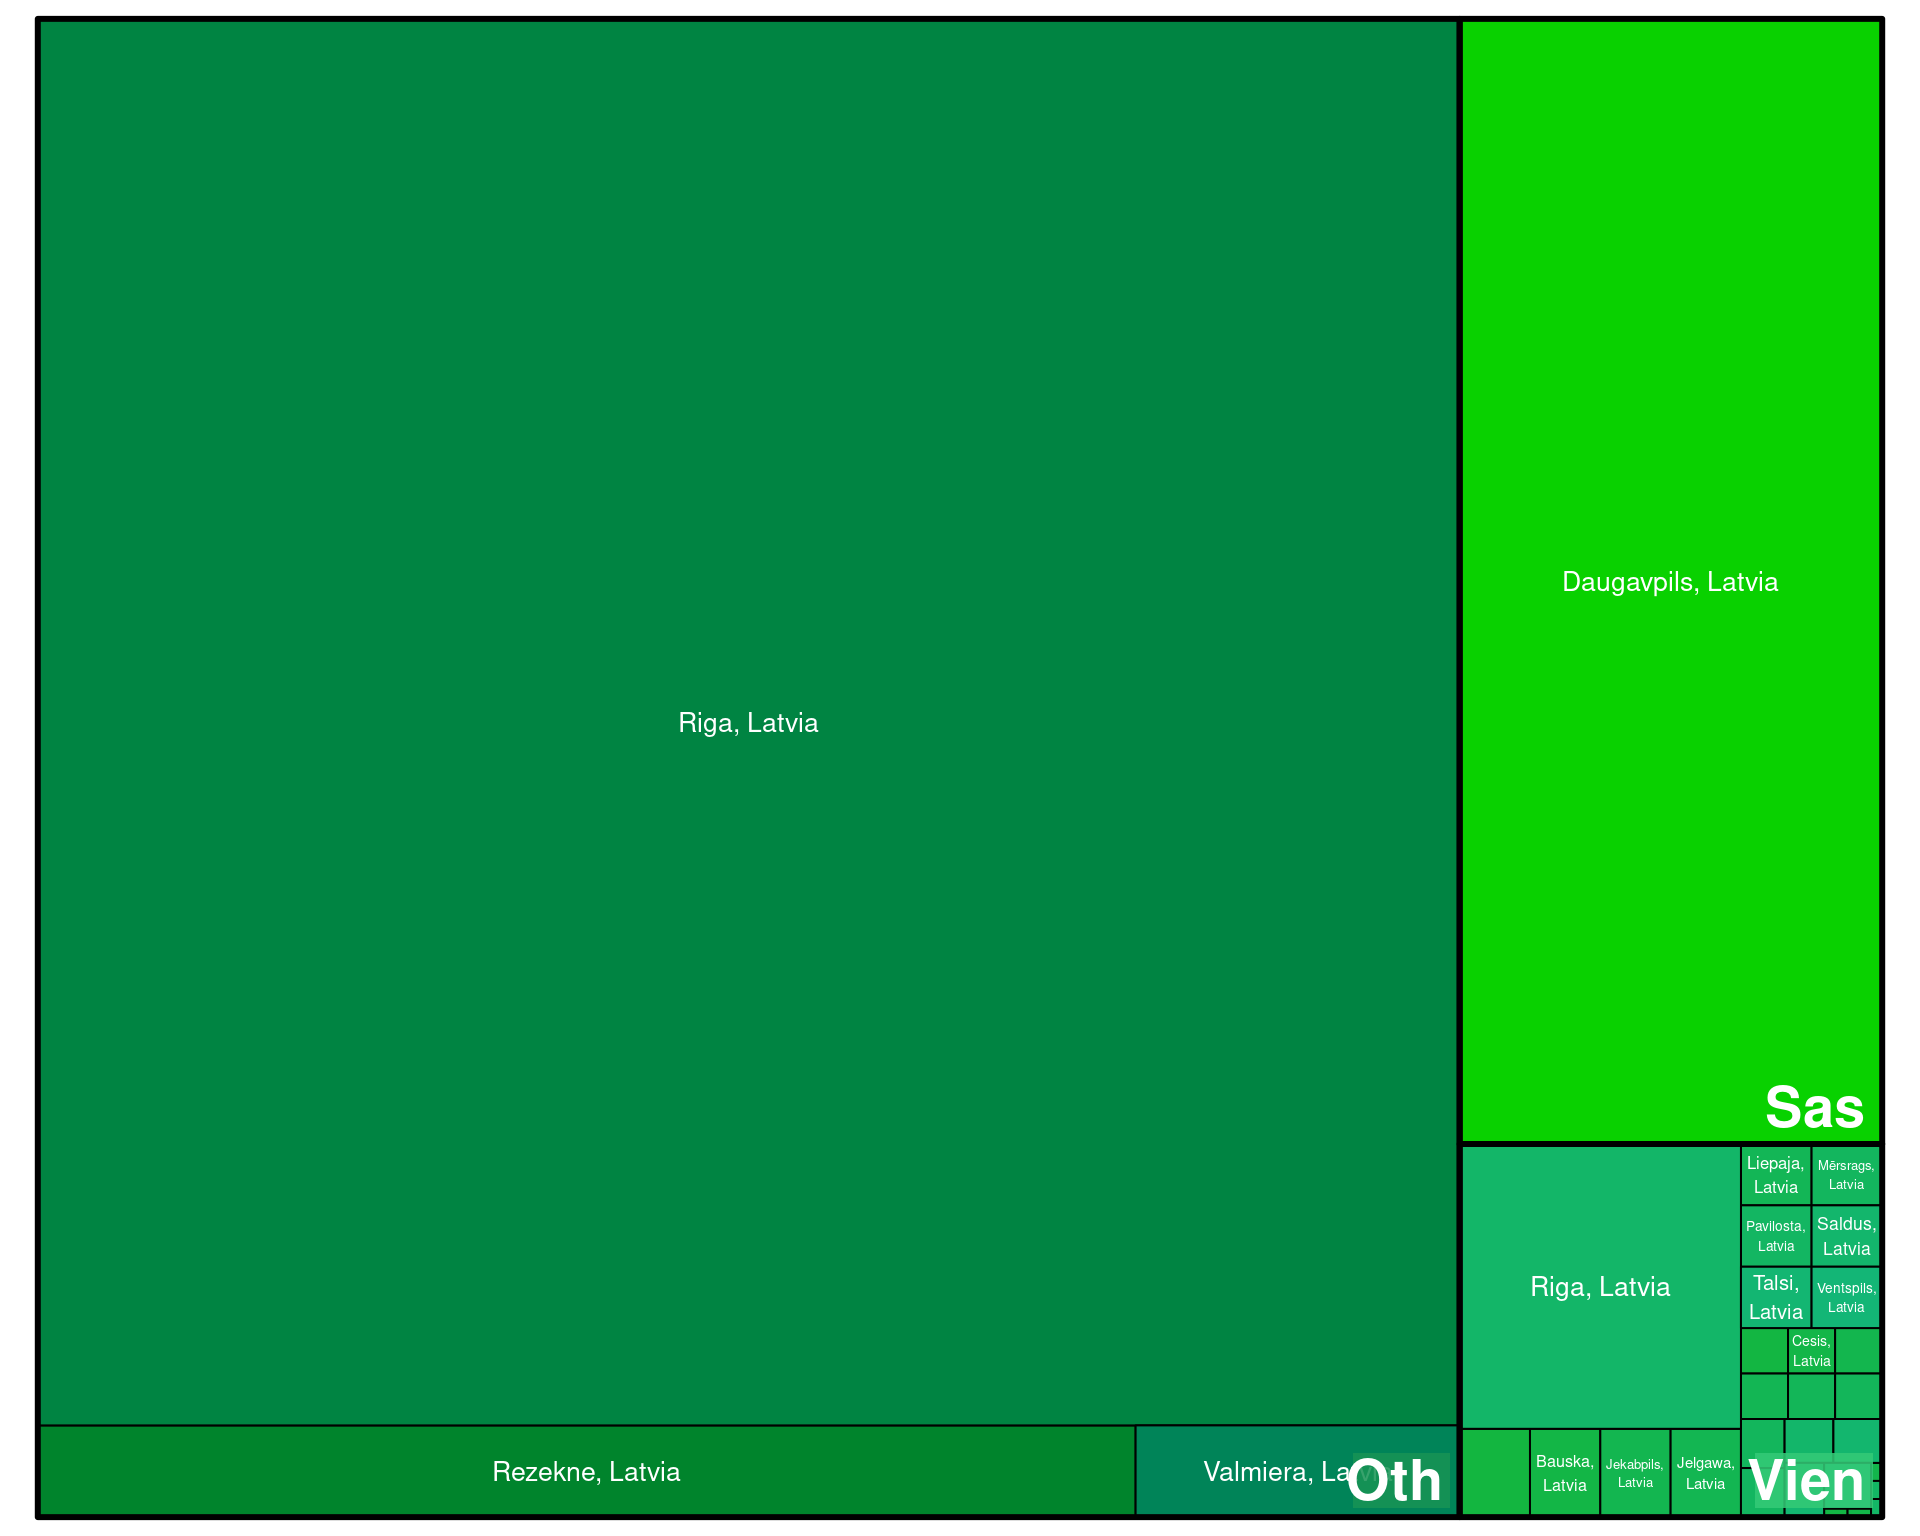 Riga, Latvia
Rezekne, Latvia
Valmiera, La
Oth
Daugavpils, Latvia
Sas
Riga, Latvia
Liepaja,
Latvia
Mērsrags,
Latvia
Pavilosta,
Latvia
Saldus,
Latvia
Talsi,
Latvia
Ventspils,
Latvia
Cesis,
Latvia
Bauska,
Latvia
Jekabpils,
Latvia
Jelgawa,
Latvia
Vien